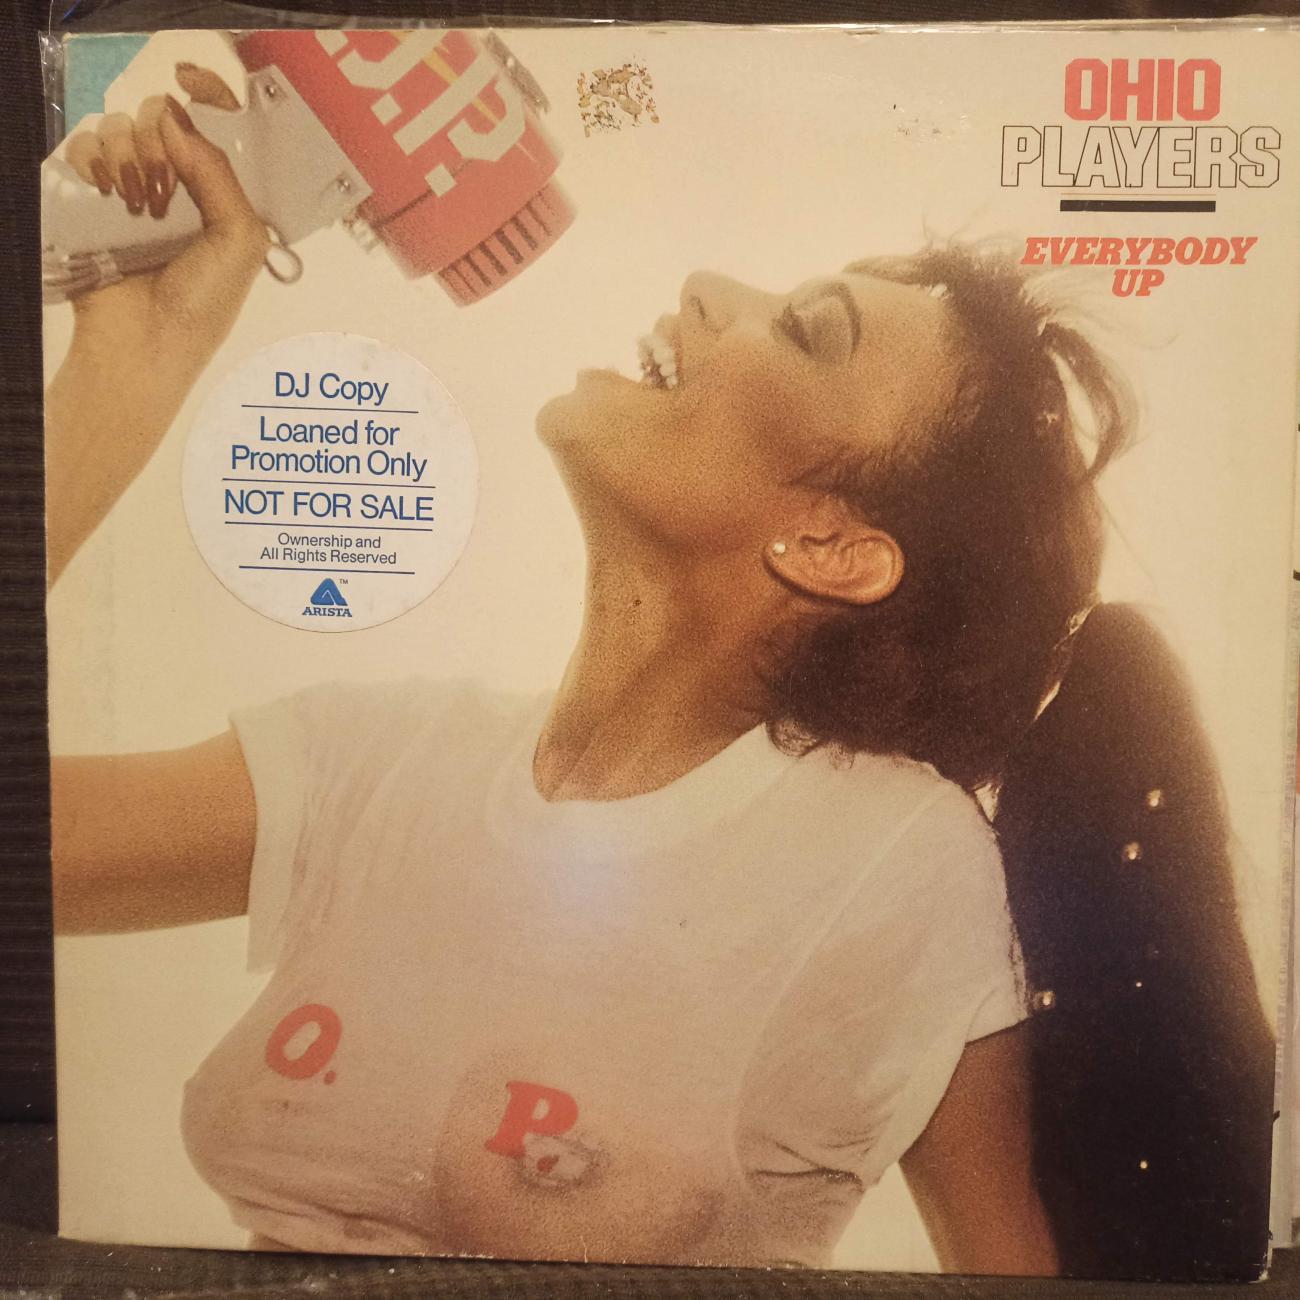 J.P.
OHIO
PLAYERS
EVERYBODY
UP
DJ Copy
Loaned for
Promotion Only
NOT FOR SALE
Ownership and
All Rights Reserved
TM
ARISTA
O.
P.